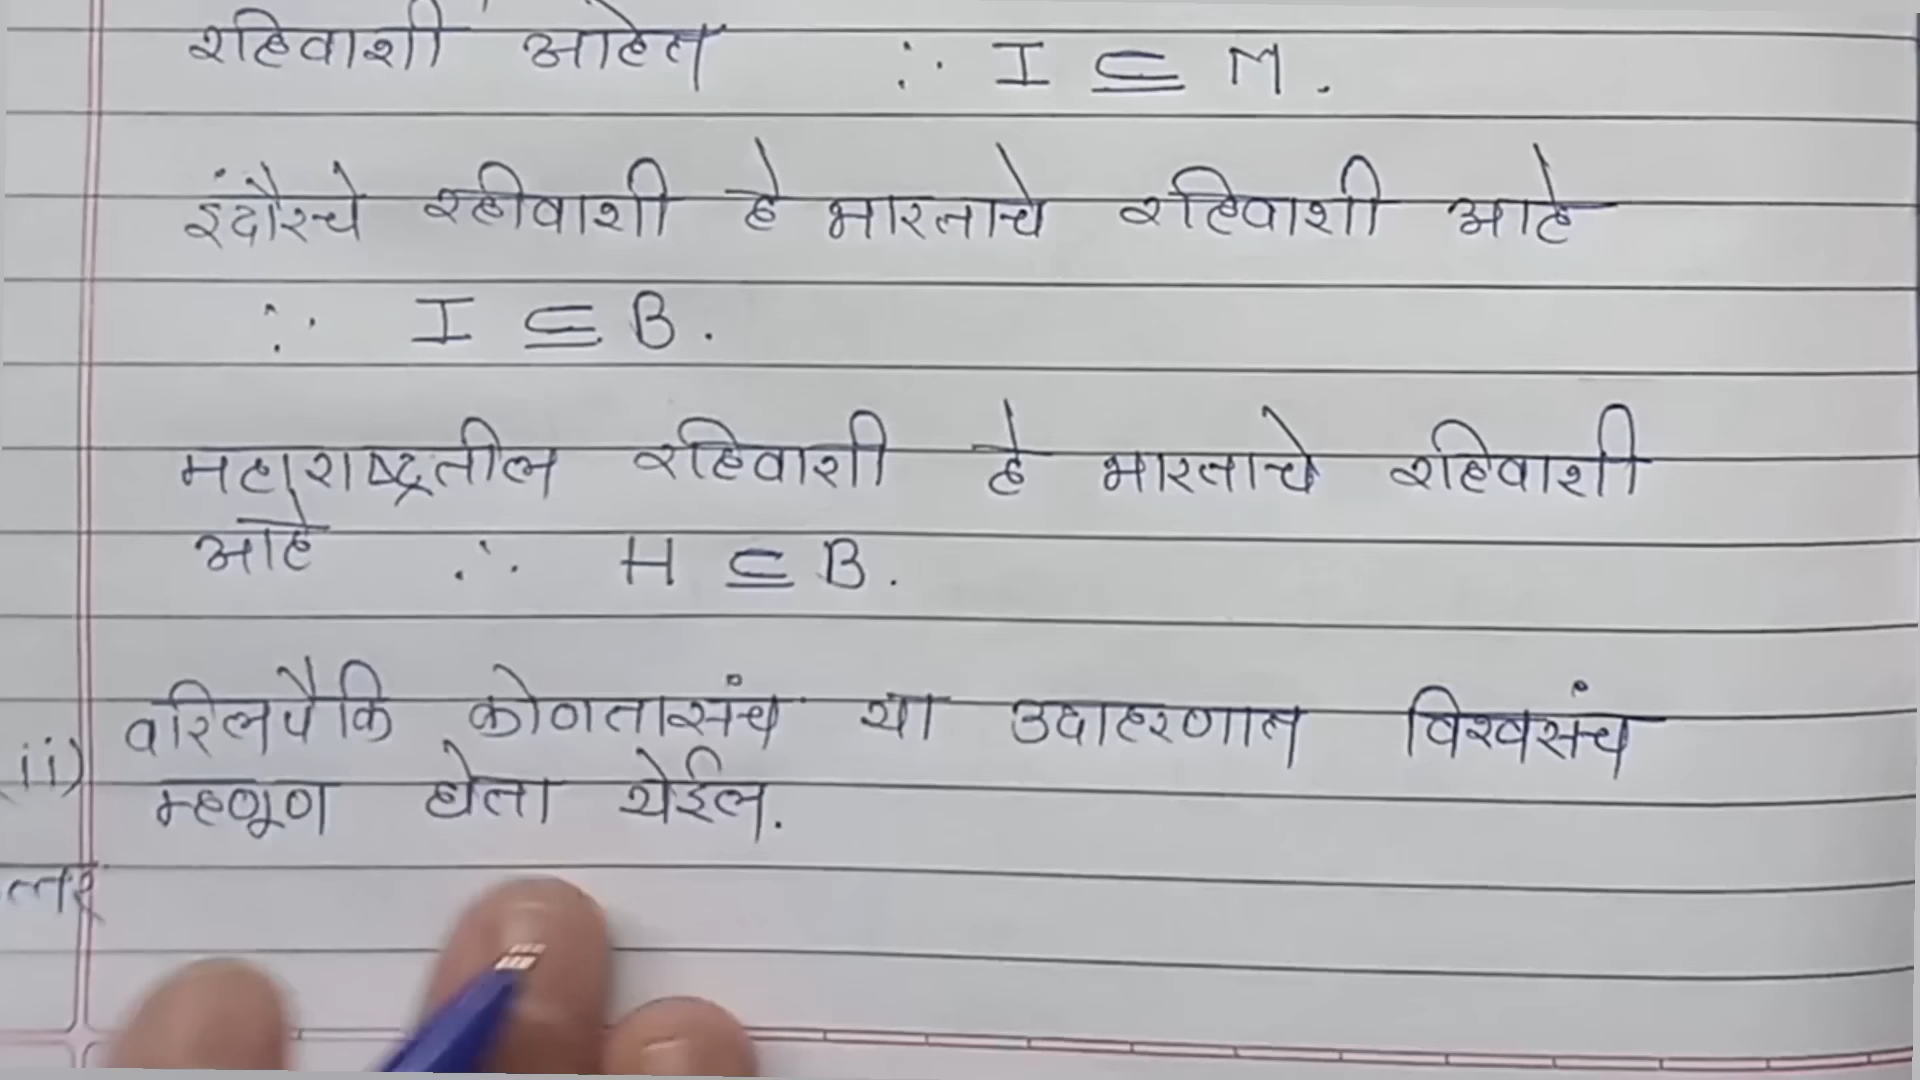 रहिवाशी आहेत ∴ I ⊆ M.
इंदौरचे रहीवाशी हे भारताचे रहिवाशी आहे
∴ I ⊆ B.
महाराष्ट्रतील रहिवाशी हे भारताचे रहिवाशी
आहे ∴ H ⊆ B.
ii) वरिलपैकि कोणतासंच या उदाहरणात विश्वसंच
म्हणूण घेता येईल.